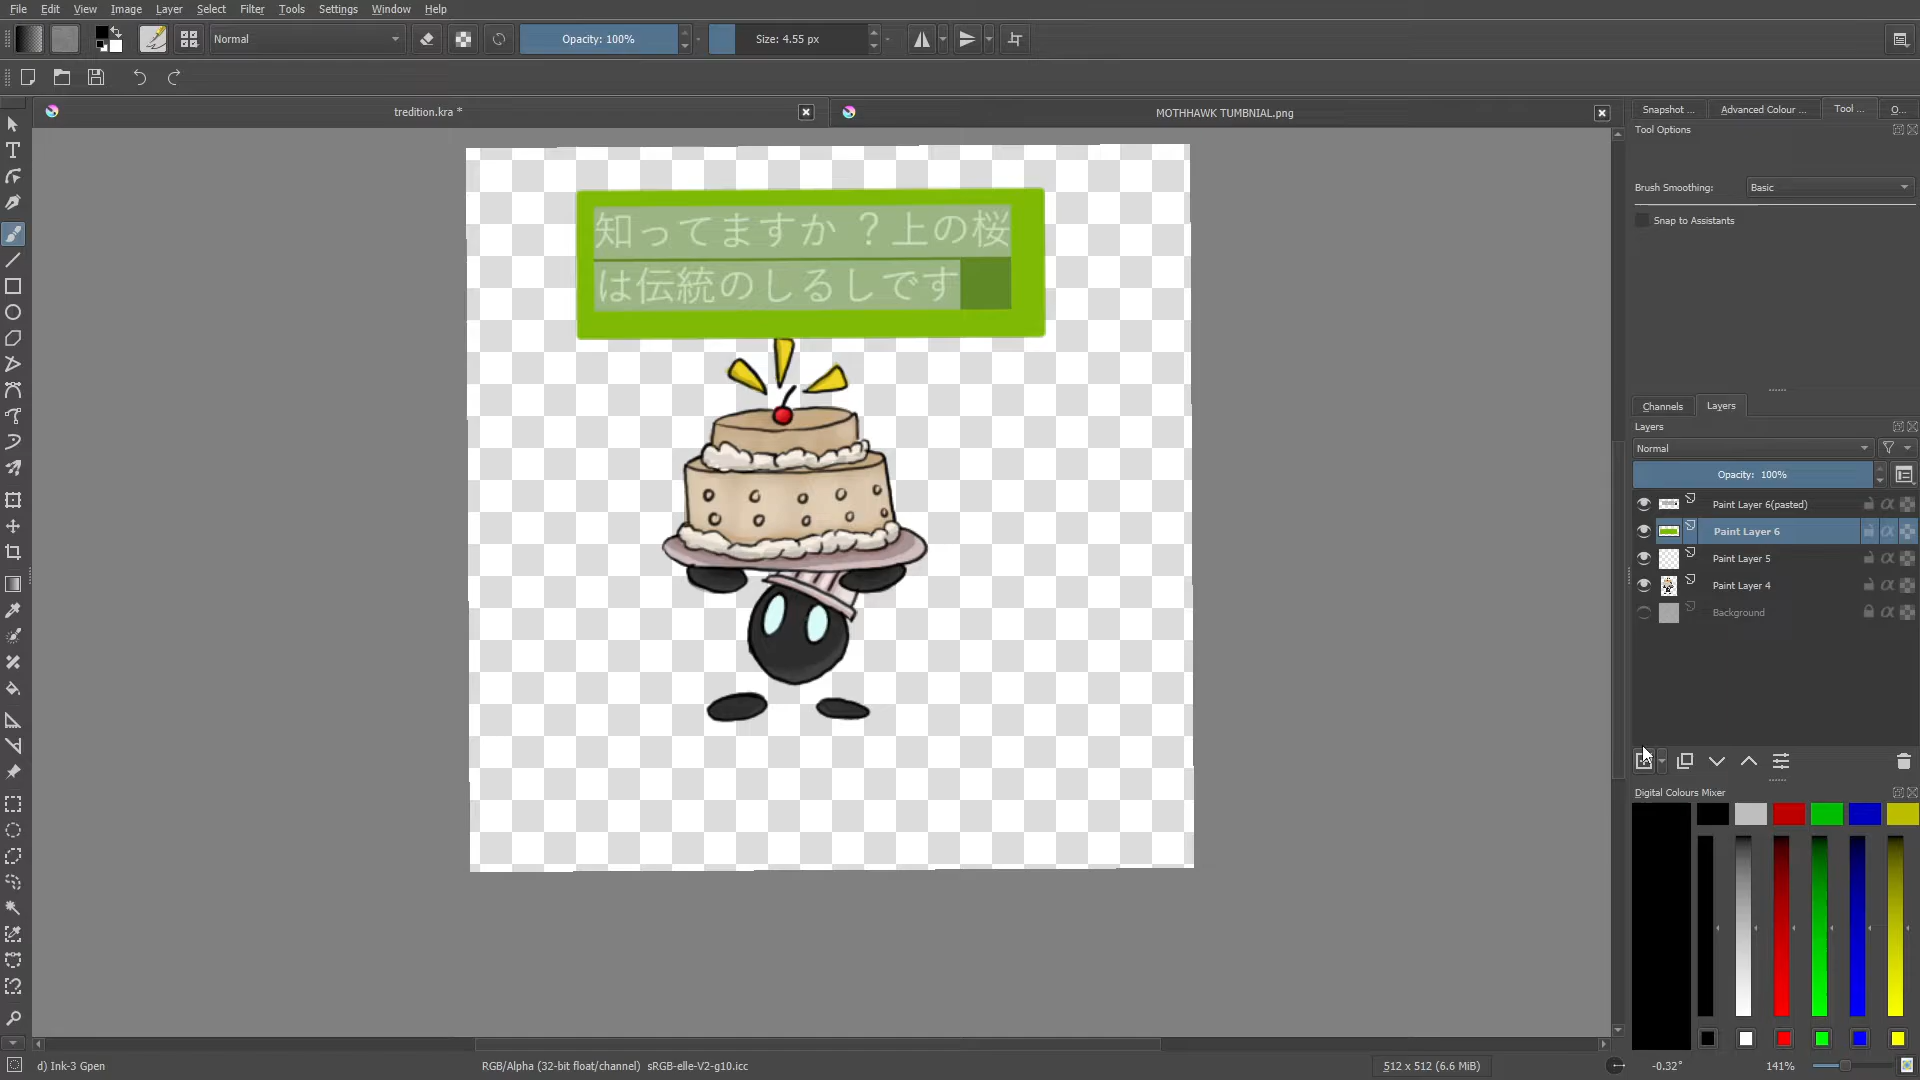 File Edit View Image Layer Select Filter Tools Settings Window Help
Normal Opacity: 100% Size: 4.55 px
tredition.kra * MOTHHAWK TUMBNIAL.png
Snapshot ... Advanced Colour ... Tool ... O...
Tool Options
Brush Smoothing: Basic
Snap to Assistants
知ってますか？上の桜
は伝統のしるしです
Channels Layers
Layers
Normal
Opacity: 100%
Paint Layer 6(pasted)
Paint Layer 6
Paint Layer 5
Paint Layer 4
Background
Digital Colours Mixer
d) Ink-3 Gpen RGB/Alpha (32-bit float/channel) sRGB-elle-V2-g10.icc 512 x 512 (6.6 MiB) -0.32° 141%